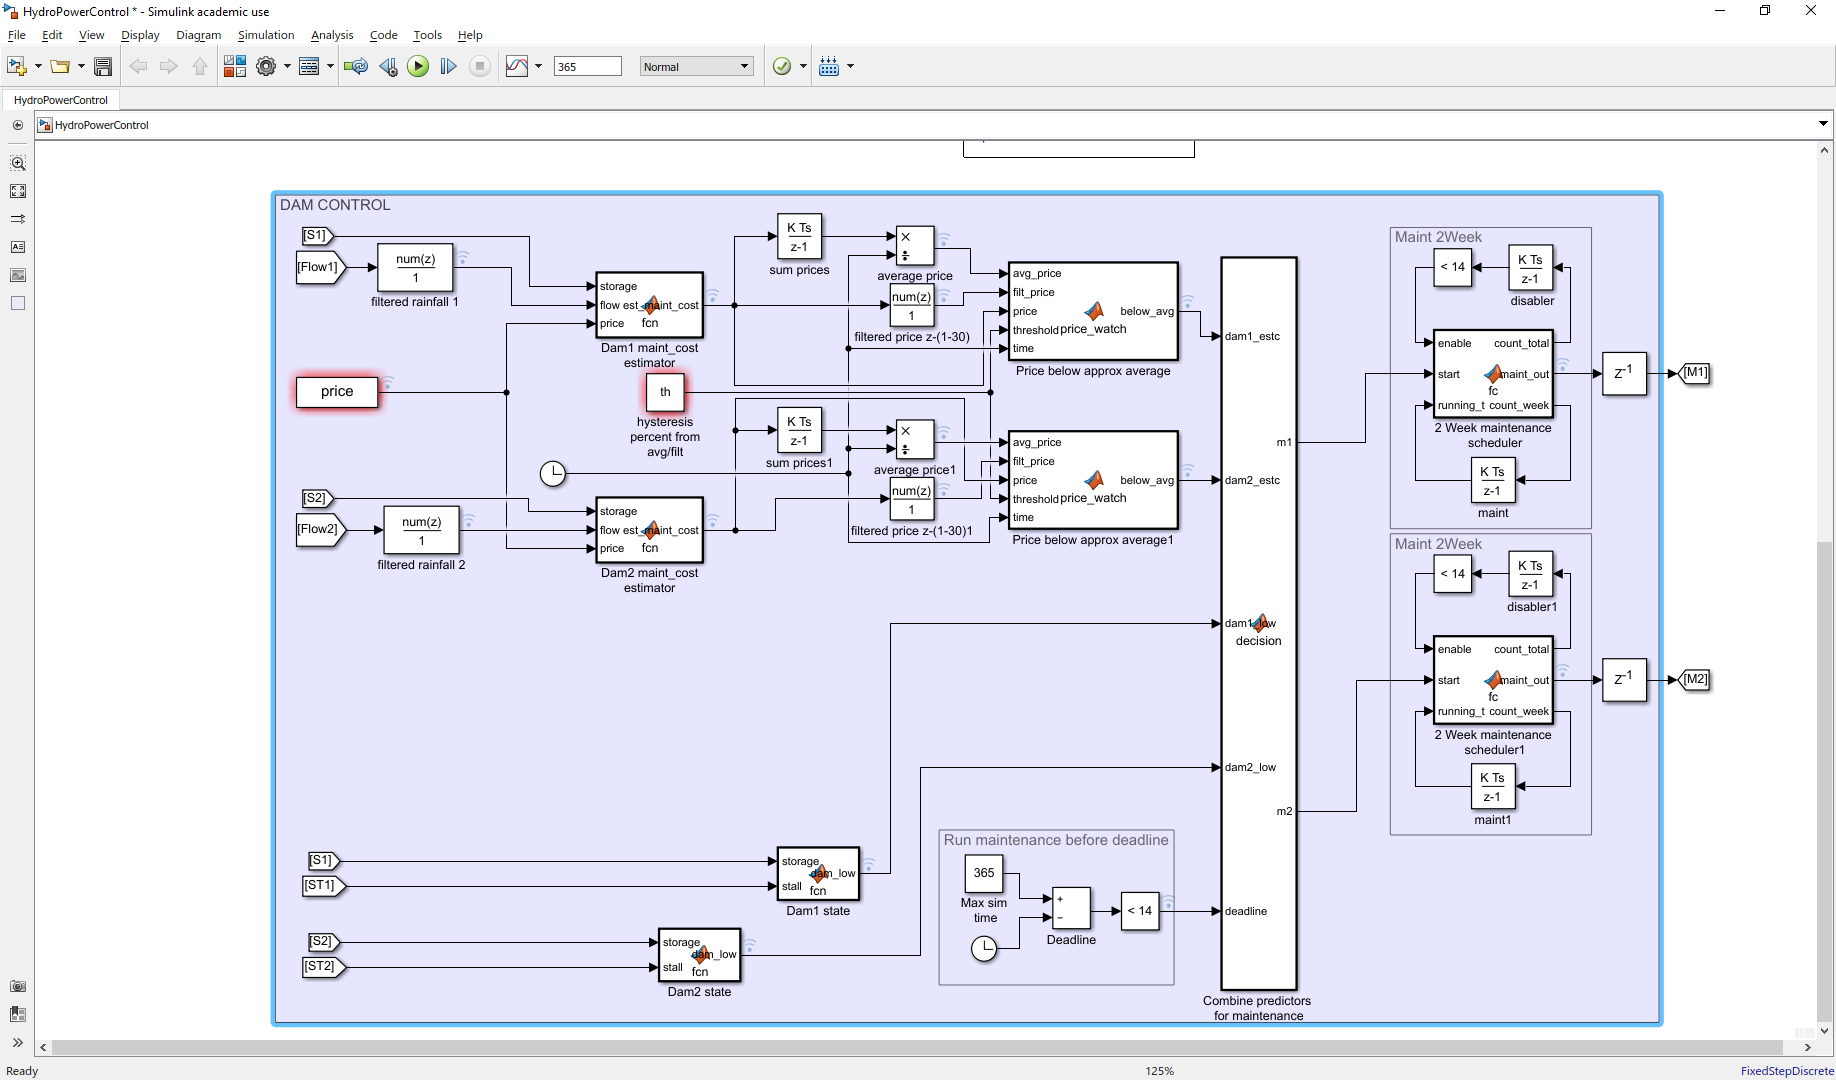 HydroPowerControl * - Simulink academic use
File Edit View Display Diagram Simulation Analysis Code Tools Help
365 Normal
HydroPowerControl
HydroPowerControl
DAM CONTROL
[S1]
[Flow1]
num(z)
1
filtered rainfall 1
storage
flow est_maint_cost
price
fcn
Dam1 maint_cost
estimator
K Ts
z-1
sum prices
×
÷
average price
num(z)
1
filtered price z-(1-30)
avg_price
filt_price
price
threshold
time
price_watch
below_avg
Price below approx average
price
th
hysteresis
percent from
avg/filt
K Ts
z-1
sum prices1
×
÷
average price1
num(z)
1
filtered price z-(1-30)1
avg_price
filt_price
price
threshold
time
price_watch
below_avg
Price below approx average1
[S2]
[Flow2]
num(z)
1
filtered rainfall 2
storage
flow est_maint_cost
price
fcn
Dam2 maint_cost
estimator
[S1]
[ST1]
storage
stall
dam_low
fcn
Dam1 state
[S2]
[ST2]
storage
stall
dam_low
fcn
Dam2 state
Run maintenance before deadline
365
Max sim
time
+
−
Deadline
< 14
dam1_estc
dam2_estc
dam1_low
dam2_low
deadline
decision
m1
m2
Combine predictors
for maintenance
Maint 2Week
< 14
K Ts
z-1
disabler
enable count_total
start maint_out
fc
running_t count_week
2 Week maintenance
scheduler
K Ts
z-1
maint
z-1
[M1]
Maint 2Week
< 14
K Ts
z-1
disabler1
enable count_total
start maint_out
fc
running_t count_week
2 Week maintenance
scheduler1
K Ts
z-1
maint1
z-1
[M2]
Ready 125% FixedStepDiscrete